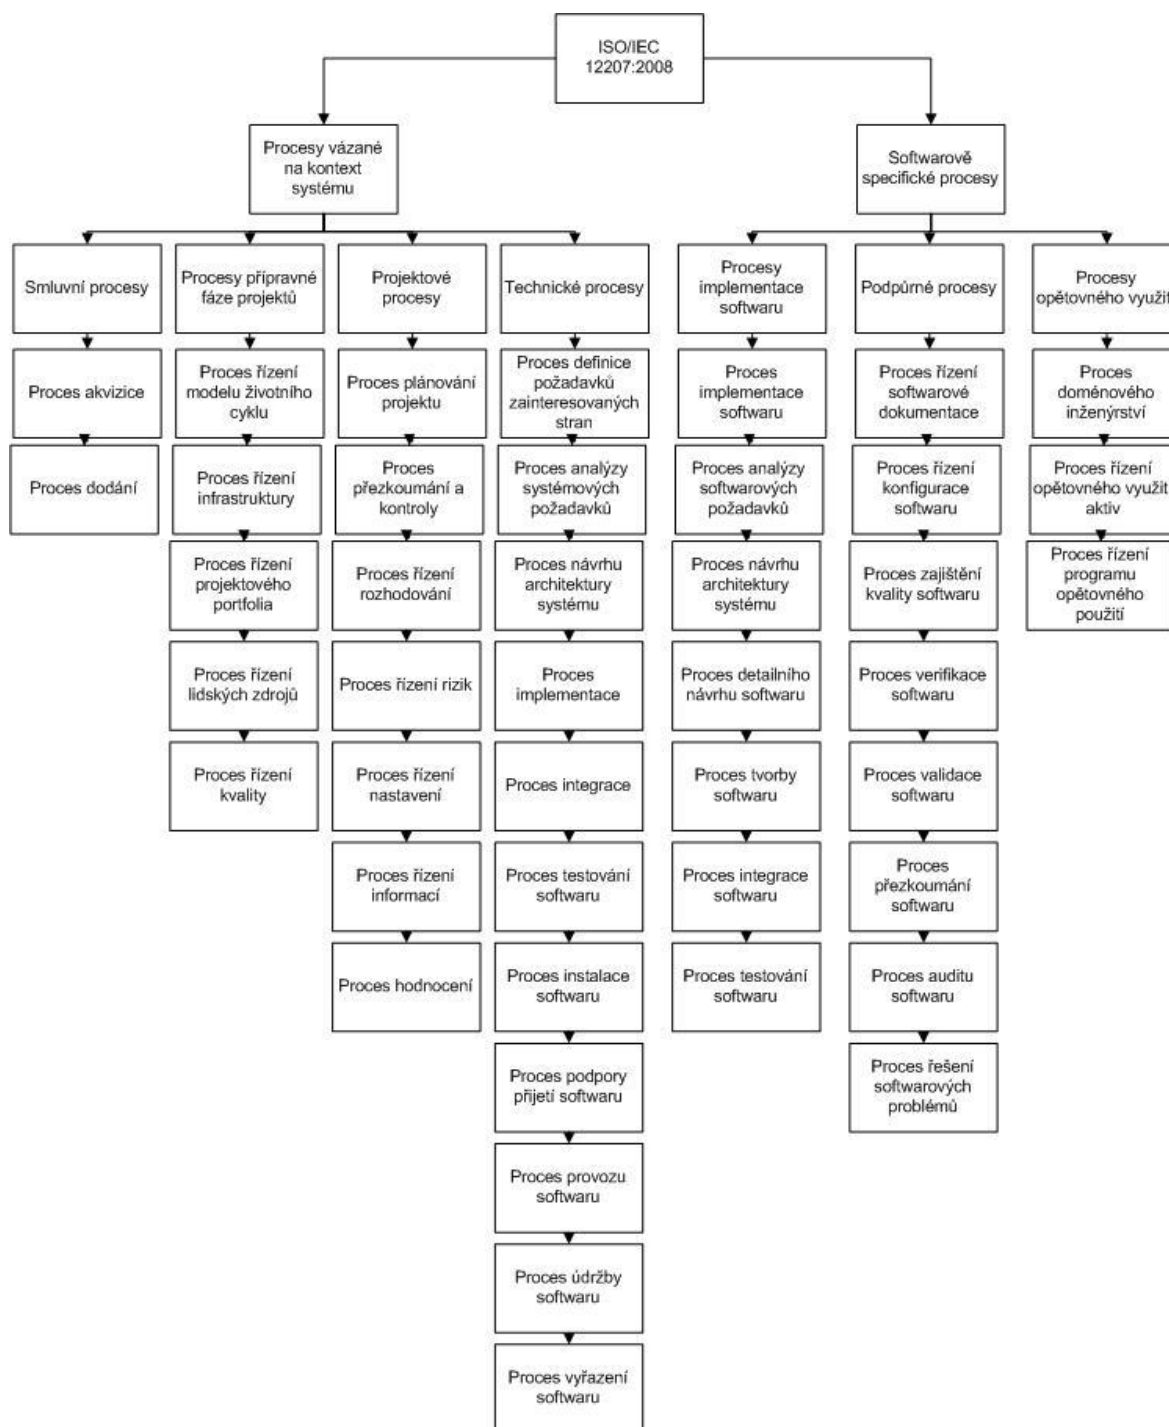 ISO/IEC
12207:2008
Procesy vázané
na kontext
systému
Softwarově
specifické procesy
Smluvní procesy
Procesy přípravné
fáze projektů
Projektové
procesy
Technické procesy
Procesy
implementace
softwaru
Podpůrné procesy
Procesy
opětovného využit
Proces akvizice
Proces řízení
modelu životního
cyklu
Proces plánování
projektu
Proces definice
požadavků
zainteresovaných
stran
Proces
implementace
softwaru
Proces řízení
softwarové
dokumentace
Proces
doménového
inženýrství
Proces dodání
Proces řízení
infrastruktury
Proces
přezkoumání a
kontroly
Proces analýzy
systémových
požadavků
Proces analýzy
softwarových
požadavků
Proces řízení
konfigurace
softwaru
Proces řízení
opětovného využit
aktiv
Proces řízení
projektového
portfolia
Proces řízení
rozhodování
Proces návrhu
architektury
systému
Proces návrhu
architektury
systému
Proces zajištění
kvality softwaru
Proces řízení
programu
opětovného
použití
Proces řízení
lidských zdrojů
Proces řízení rizik
Proces
implementace
Proces detailního
návrhu softwaru
Proces verifikace
softwaru
Proces řízení
kvality
Proces řízení
nastavení
Proces integrace
Proces tvorby
softwaru
Proces validace
softwaru
Proces řízení
informací
Proces testování
softwaru
Proces integrace
softwaru
Proces
přezkoumání
softwaru
Proces hodnocení
Proces instalace
softwaru
Proces testování
softwaru
Proces auditu
softwaru
Proces podpory
přijetí softwaru
Proces řešení
softwarových
problémů
Proces provozu
softwaru
Proces údržby
softwaru
Proces vyřazení
softwaru